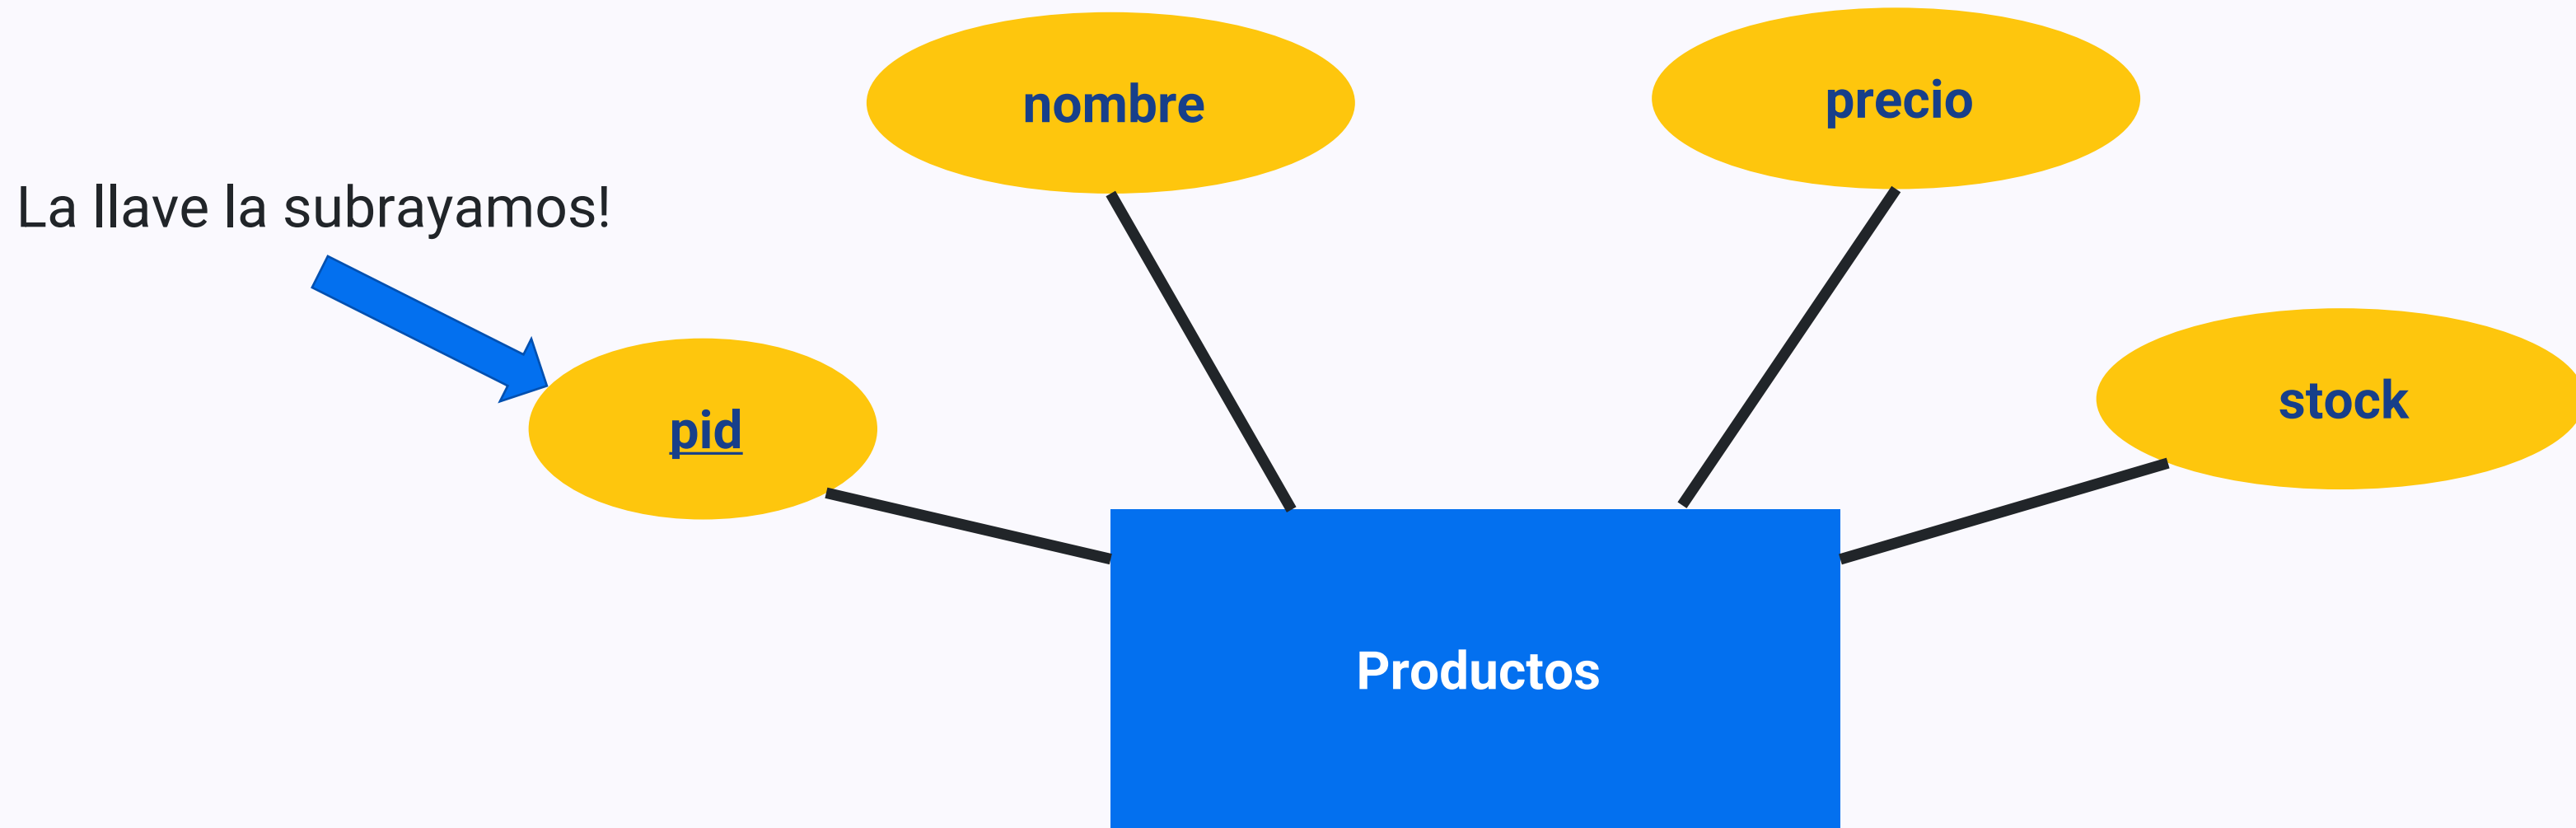 nombre
precio
La llave la subrayamos!
stock
pid
Productos